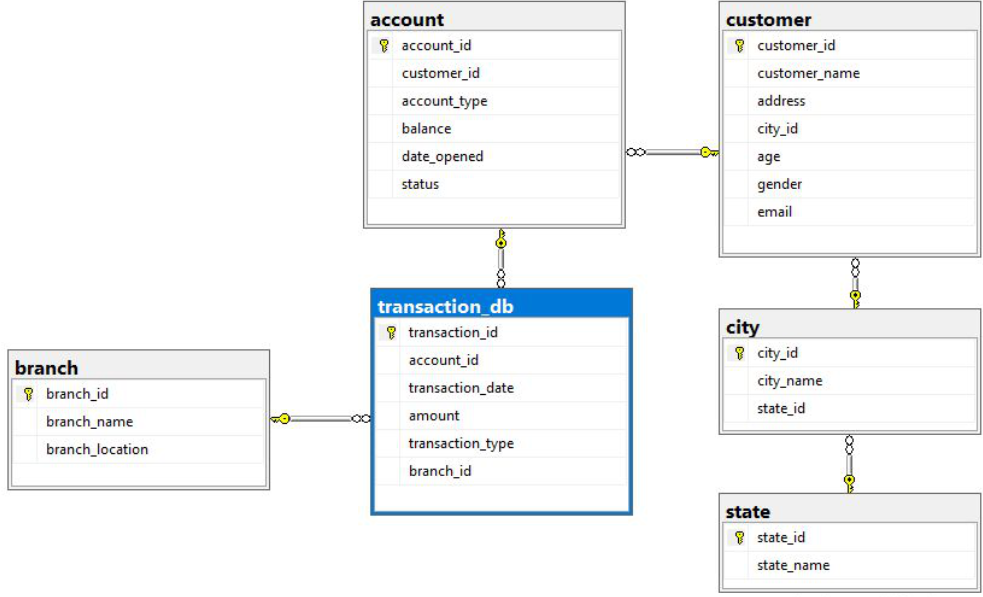 account
account_id
customer_id
account_type
balance
date_opened
status
customer
customer_id
customer_name
address
city_id
age
gender
email
transaction_db
transaction_id
account_id
transaction_date
amount
transaction_type
branch_id
branch
branch_id
branch_name
branch_location
city
city_id
city_name
state_id
state
state_id
state_name